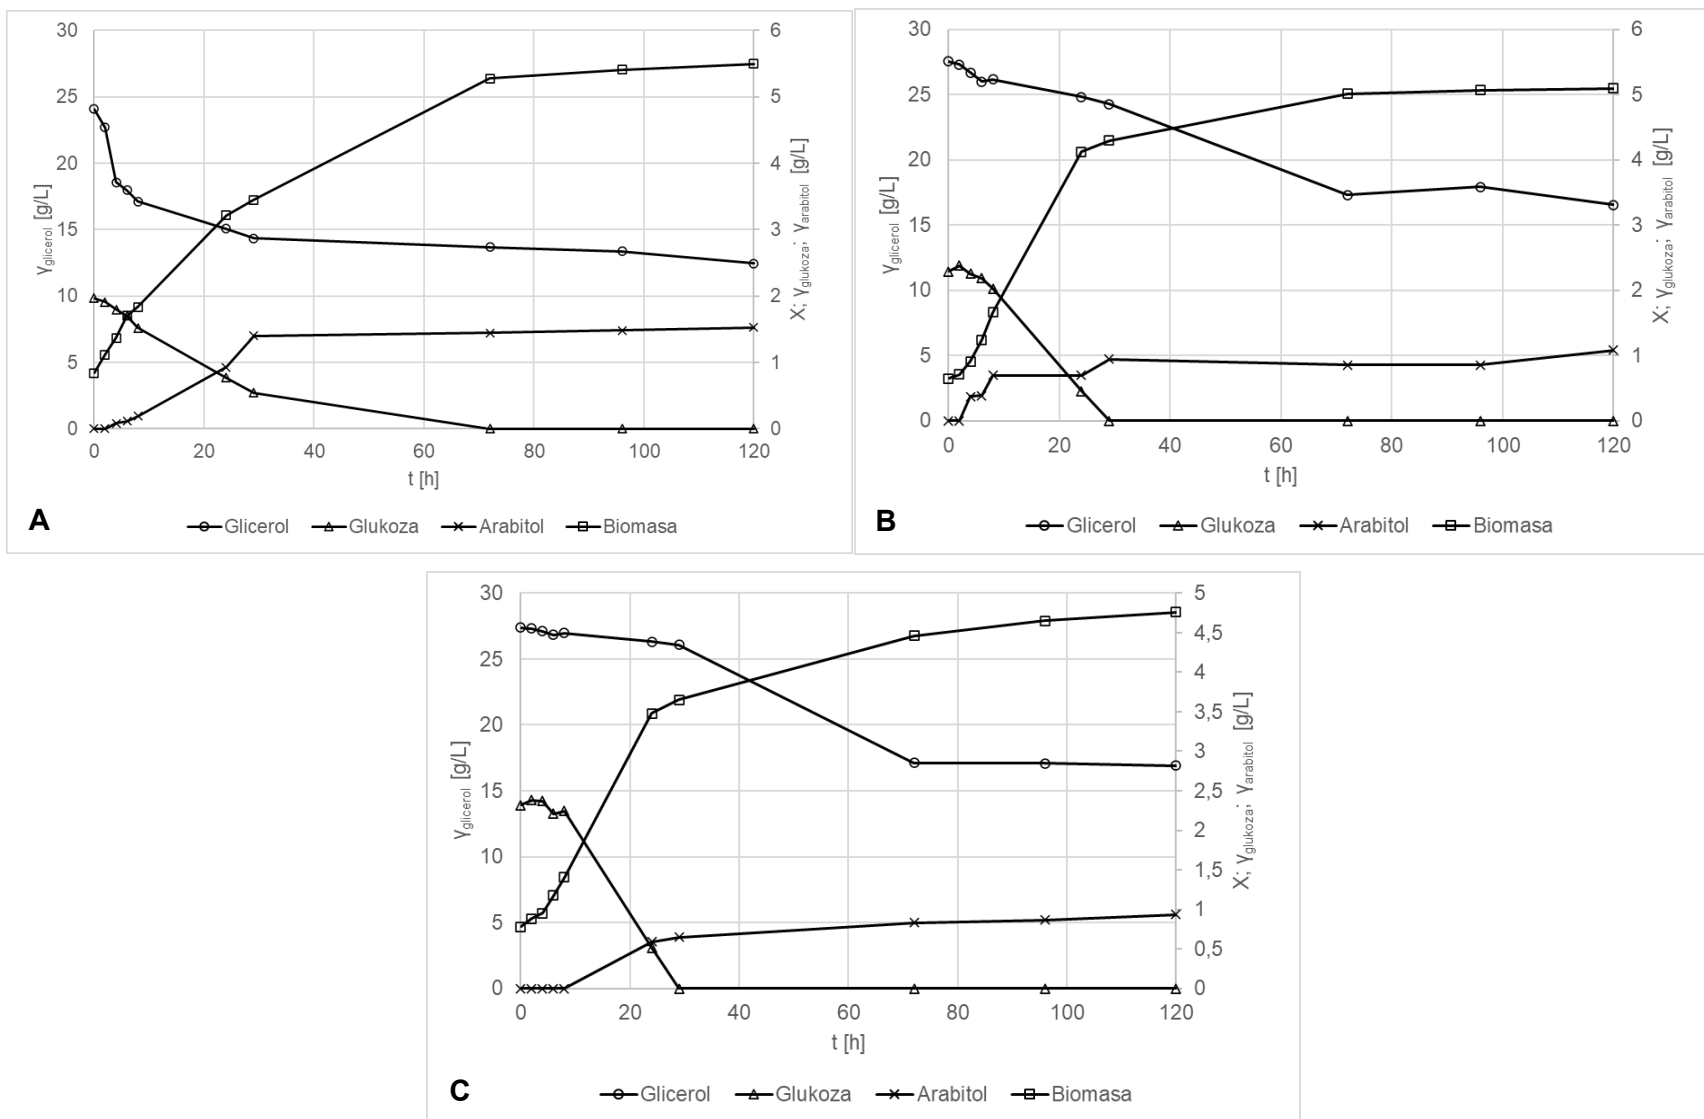 30
25
20
15
10
5
0
6
5
4
3
2
1
0
0 20 40 60 80 100 120
γglicerol [g/L]
X; γglukoza; γarabitol [g/L]
t [h]
A
Glicerol Glukoza Arabitol Biomasa
30
25
20
15
10
5
0
6
5
4
3
2
1
0
0 20 40 60 80 100 120
γglicerol [g/L]
X; γglukoza; γarabitol [g/L]
t [h]
B
Glicerol Glukoza Arabitol Biomasa
30
25
20
15
10
5
0
5
4,5
4
3,5
3
2,5
2
1,5
1
0,5
0
0 20 40 60 80 100 120
γglicerol [g/L]
X; γglukoza; γarabitol [g/L]
t [h]
C
Glicerol Glukoza Arabitol Biomasa